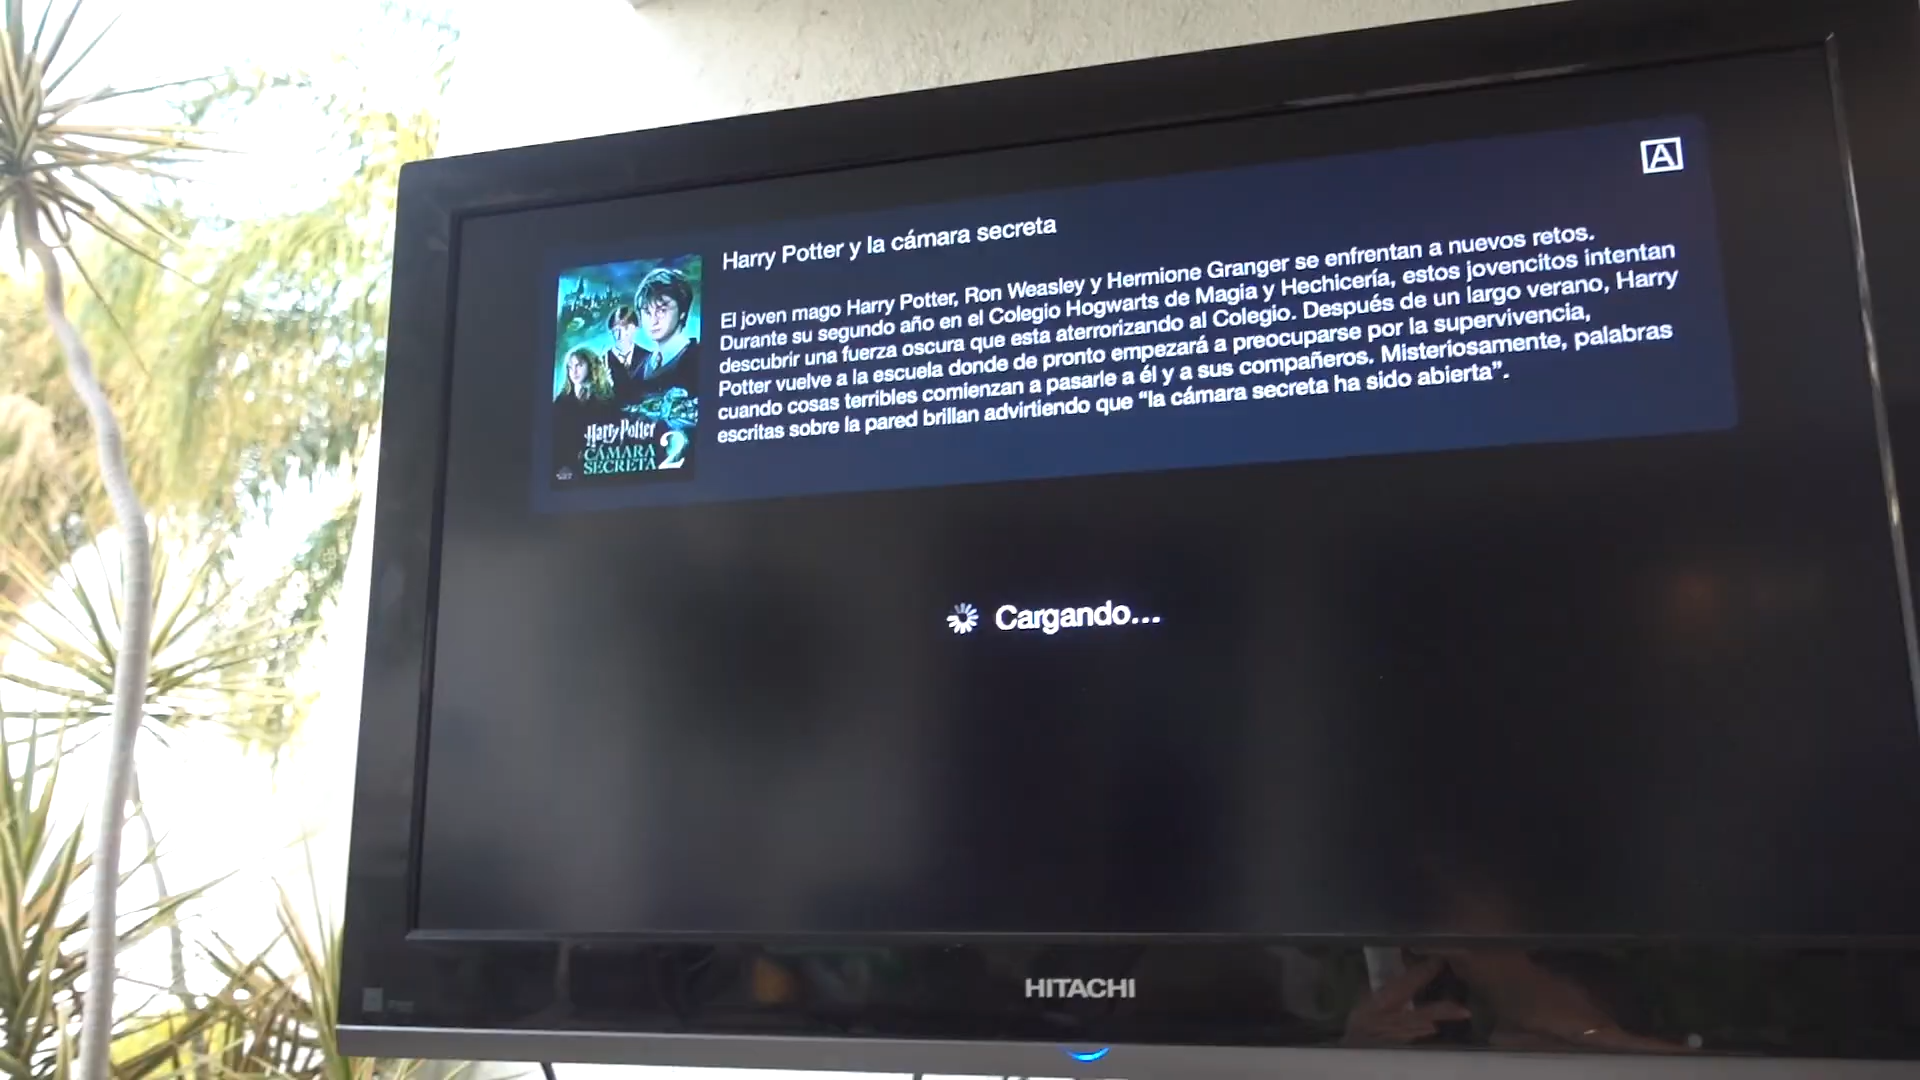 A
Harry Potter y la cámara secreta
El joven mago Harry Potter, Ron Weasley y Hermione Granger se enfrentan a nuevos retos.
Durante su segundo año en el Colegio Hogwarts de Magia y Hechicería, estos jovencitos intentan
descubrir una fuerza oscura que esta aterrorizando al Colegio. Después de un largo verano, Harry
Potter vuelve a la escuela donde de pronto empezará a preocuparse por la supervivencia,
cuando cosas terribles comienzan a pasarle a él y a sus compañeros. Misteriosamente, palabras
escritas sobre la pared brillan advirtiendo que “la cámara secreta ha sido abierta”.
Harry Potter
CÁMARA
SECRETA 2
Cargando...
HITACHI